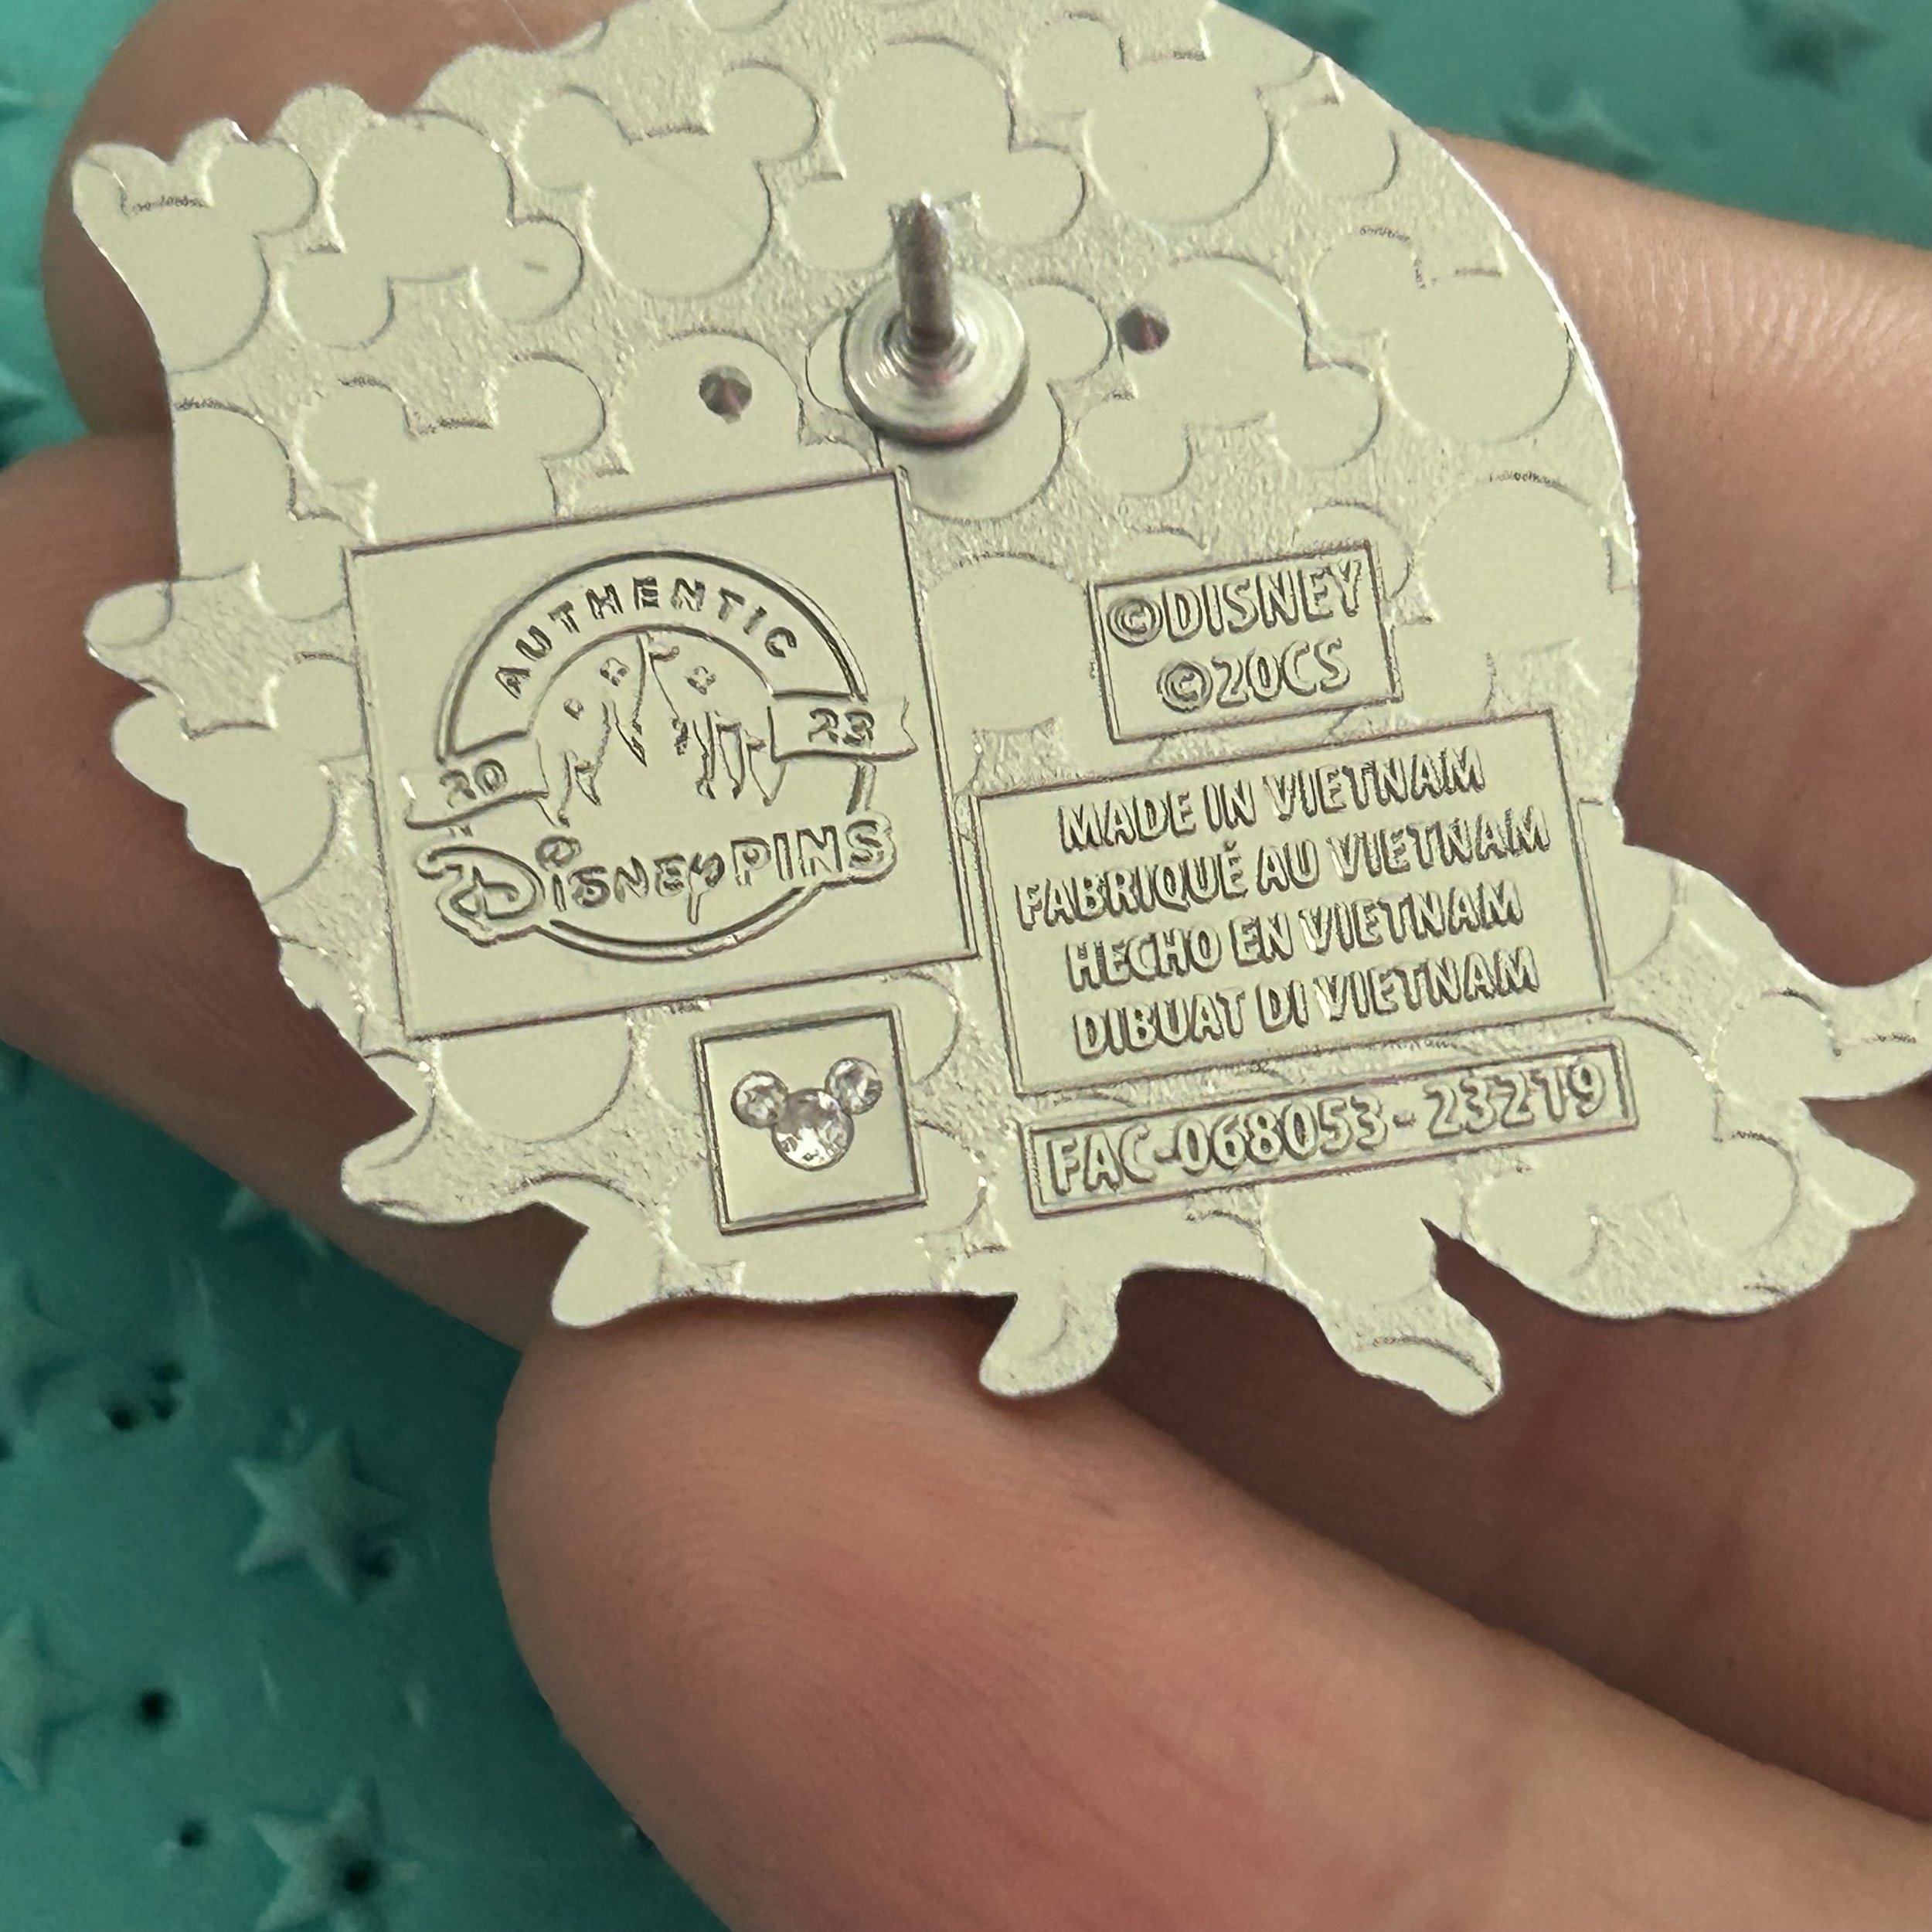 AUTHENTIC
20 23
DISNEY PINS
©DISNEY
©20CS
MADE IN VIETNAM
FABRIQUÉ AU VIETNAM
HECHO EN VIETNAM
DIBUAT DI VIETNAM
FAC-068053-23219